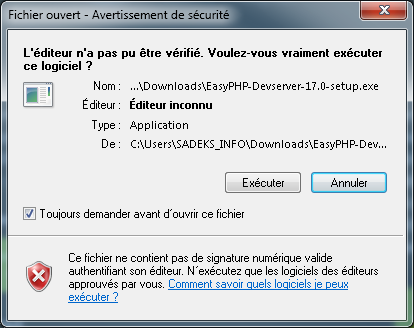 Fichier ouvert - Avertissement de sécurité
L'éditeur n'a pas pu être vérifié. Voulez-vous vraiment exécuter
ce logiciel ?
Nom : ...\Downloads\EasyPHP-Devserver-17.0-setup.exe
Éditeur : Éditeur inconnu
Type : Application
De : C:\Users\SADEKS_INFO\Downloads\EasyPHP-Dev...
Exécuter Annuler
Toujours demander avant d'ouvrir ce fichier
Ce fichier ne contient pas de signature numérique valide
authentifiant son éditeur. N'exécutez que les logiciels des éditeurs
approuvés par vous. Comment savoir quels logiciels je peux
exécuter ?